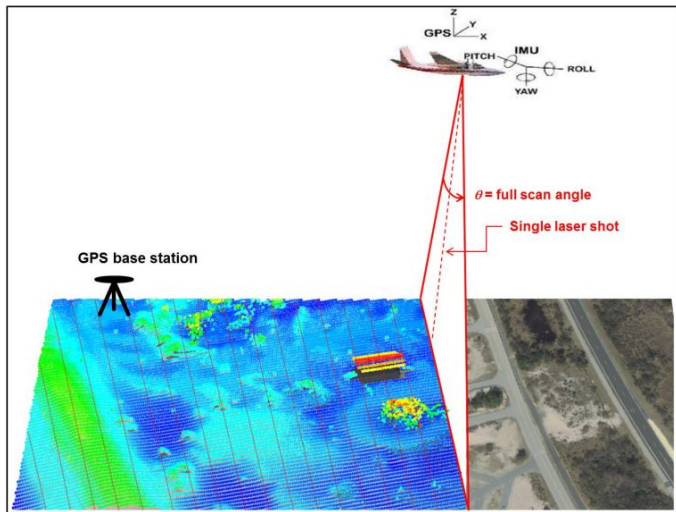 Z
Y
GPS
X
IMU
PITCH
ROLL
YAW
θ = full scan angle
Single laser shot
GPS base station